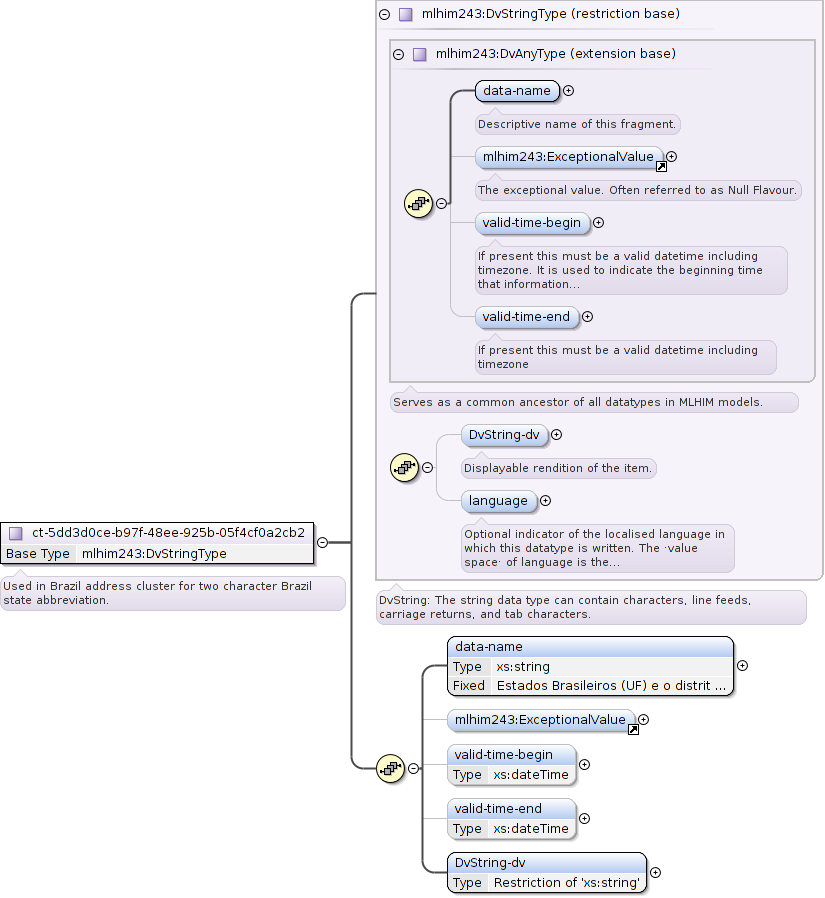 mlhim243:DvStringType (restriction base)
mlhim243:DvAnyType (extension base)
data-name
Descriptive name of this fragment.
mlhim243:ExceptionalValue
The exceptional value. Often referred to as Null Flavour.
valid-time-begin
If present this must be a valid datetime including
timezone. It is used to indicate the beginning time
that information...
valid-time-end
If present this must be a valid datetime including
timezone
Serves as a common ancestor of all datatypes in MLHIM models.
DvString-dv
Displayable rendition of the item.
language
Optional indicator of the localised language in
which this datatype is written. The ·value
space· of language is the...
ct-5dd3d0ce-b97f-48ee-925b-05f4cf0a2cb2
Base Type mlhim243:DvStringType
Used in Brazil address cluster for two character Brazil
state abbreviation.
DvString: The string data type can contain characters, line feeds,
carriage returns, and tab characters.
data-name
Type xs:string
Fixed Estados Brasileiros (UF) e o distrit ...
mlhim243:ExceptionalValue
valid-time-begin
Type xs:dateTime
valid-time-end
Type xs:dateTime
DvString-dv
Type Restriction of 'xs:string'